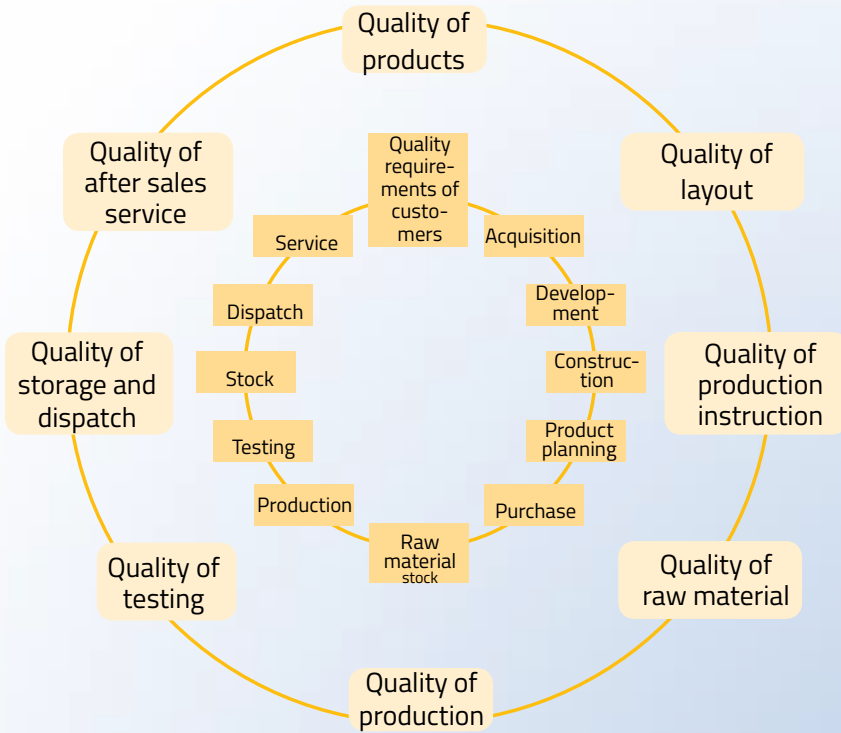 Quality of
products
Quality of
layout
Quality of
production
instruction
Quality of
raw material
Quality of
production
Quality of
testing
Quality of
storage and
dispatch
Quality of
after sales
service
Quality
require-
ments of
custo-
mers
Acquisition
Develop-
ment
Construc-
tion
Product
planning
Purchase
Raw
material
stock
Production
Testing
Stock
Dispatch
Service